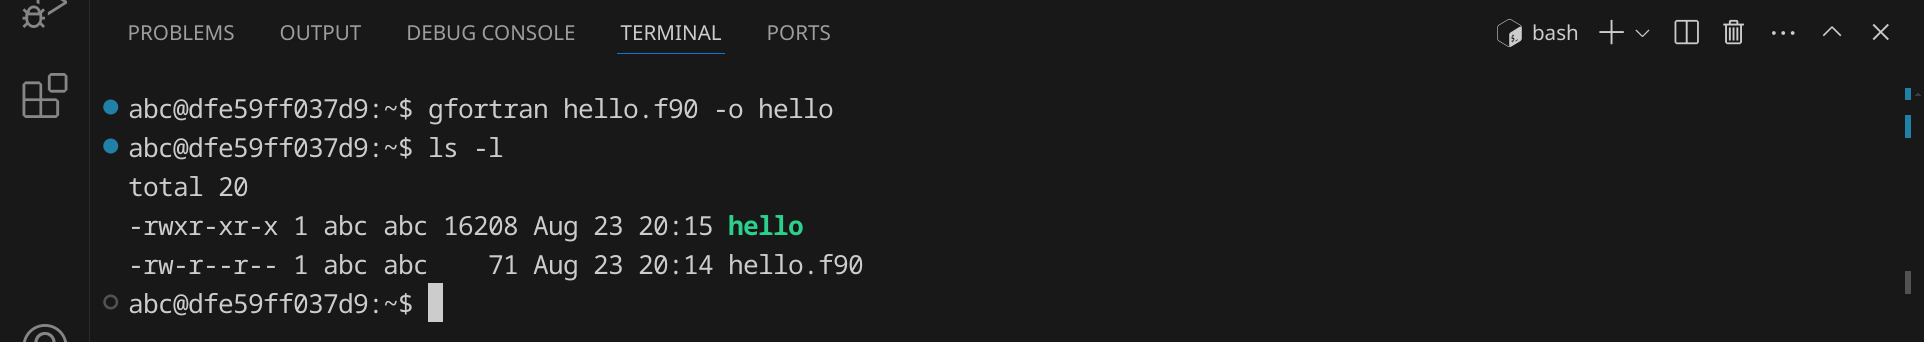 PROBLEMS OUTPUT DEBUG CONSOLE TERMINAL PORTS bash
abc@dfe59ff037d9:~$ gfortran hello.f90 -o hello
abc@dfe59ff037d9:~$ ls -l
total 20
-rwxr-xr-x 1 abc abc 16208 Aug 23 20:15 hello
-rw-r--r-- 1 abc abc    71 Aug 23 20:14 hello.f90
abc@dfe59ff037d9:~$